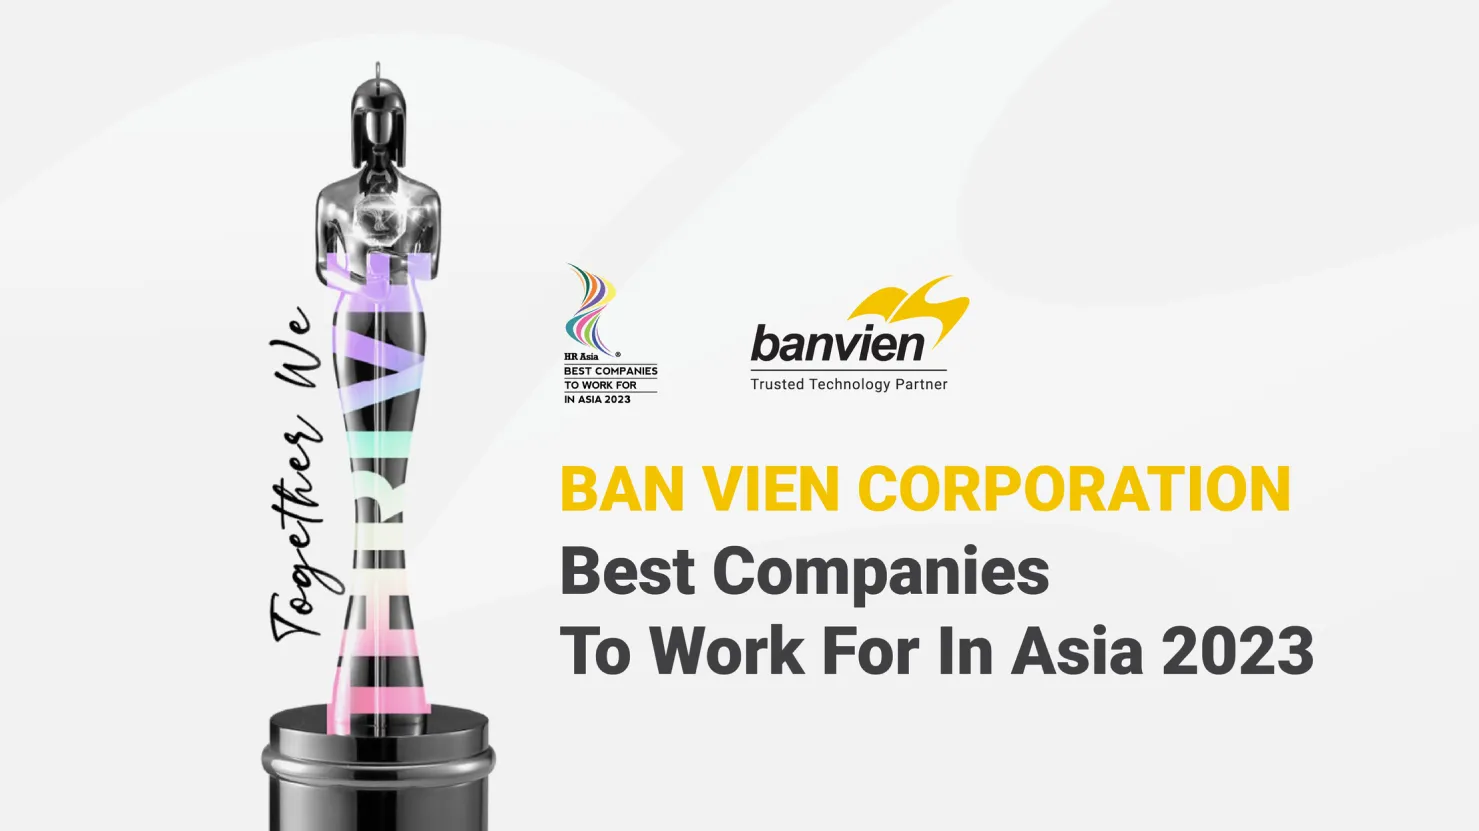 Together We
THRIVE
HR Asia ®
BEST COMPANIES
TO WORK FOR
IN ASIA 2023
banvien
Trusted Technology Partner
BAN VIEN CORPORATION
Best Companies
To Work For In Asia 2023